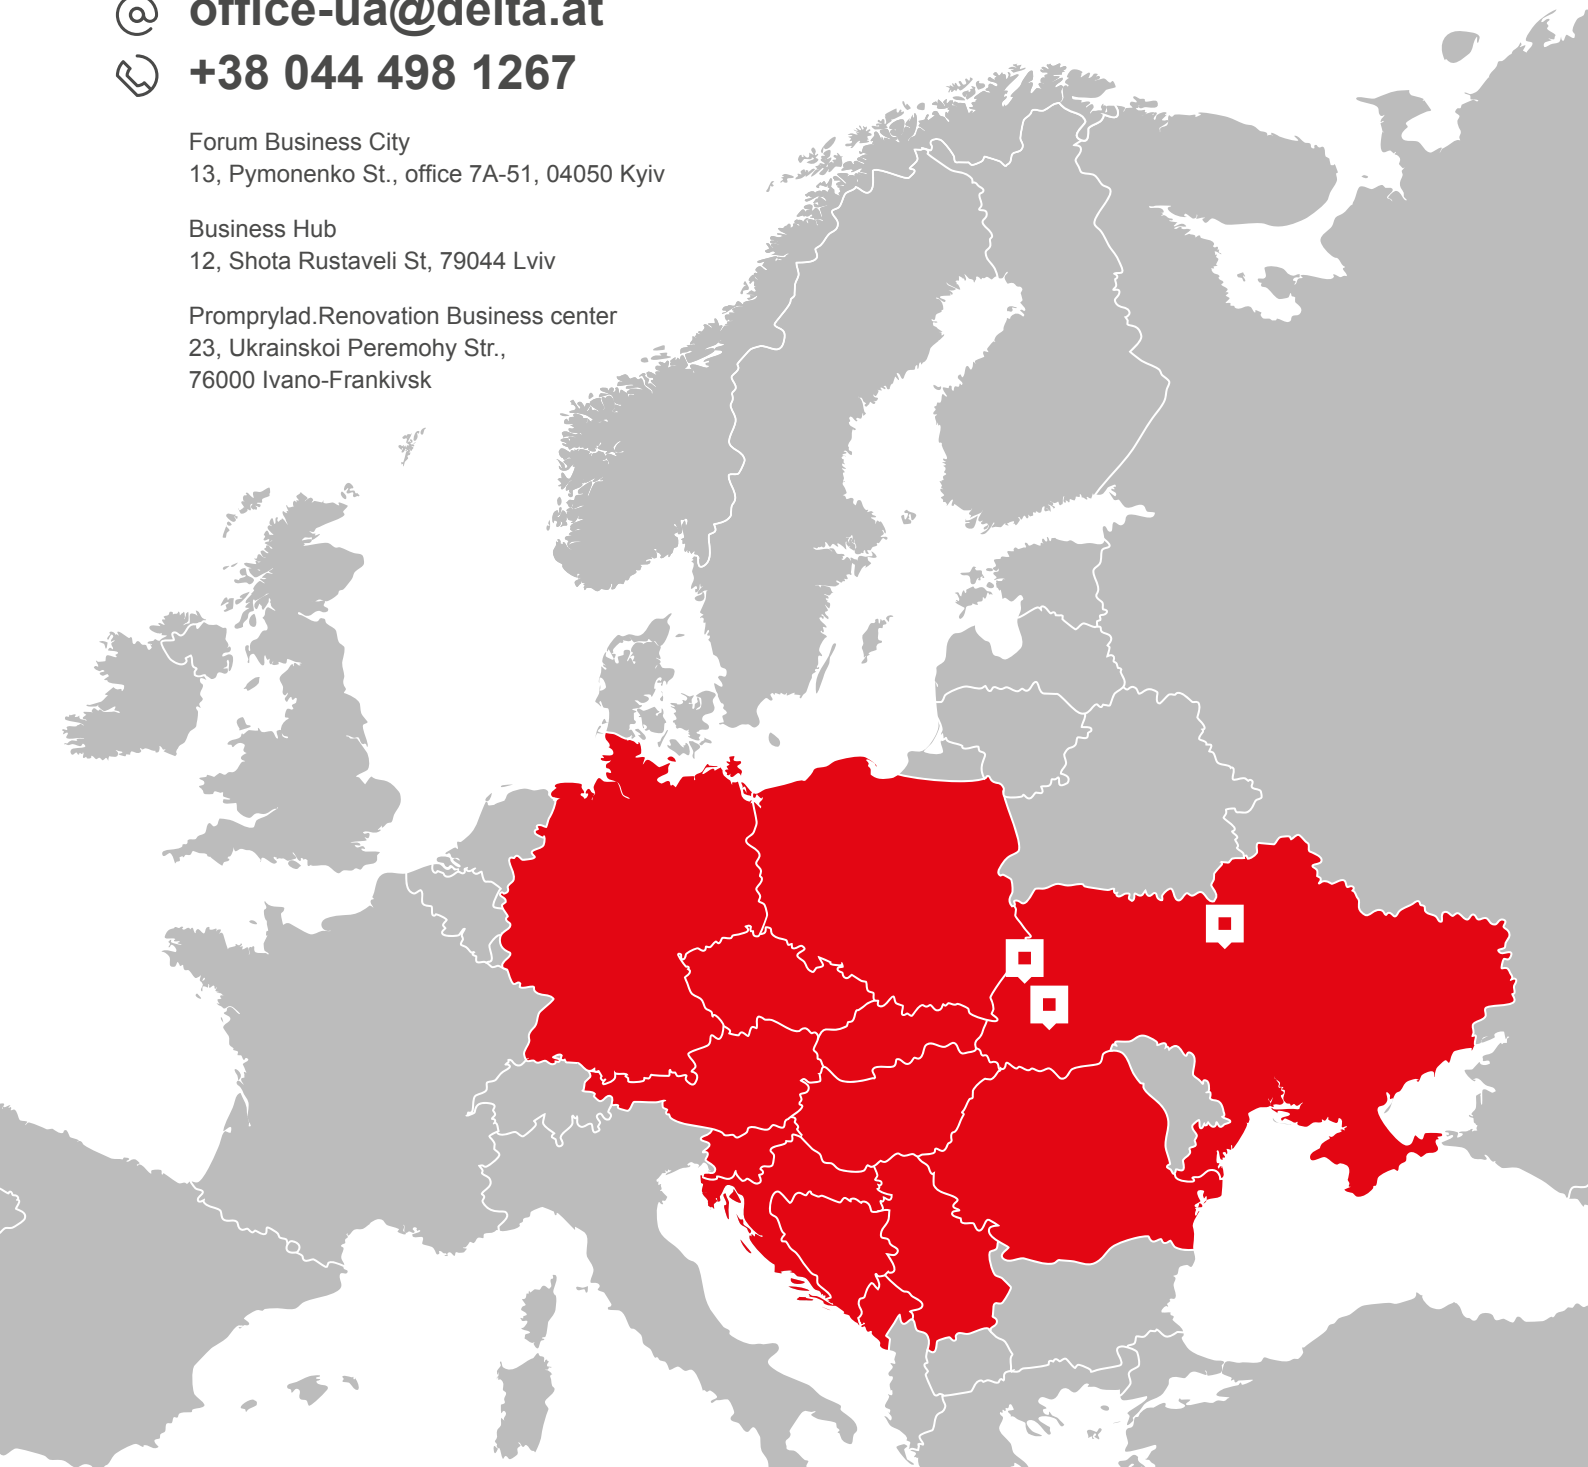 office-ua@delta.at
+38 044 498 1267
Forum Business City
13, Pymonenko St., office 7A-51, 04050 Kyiv
Business Hub
12, Shota Rustaveli St, 79044 Lviv
Promprylad.Renovation Business center
23, Ukrainskoi Peremohy Str.,
76000 Ivano-Frankivsk